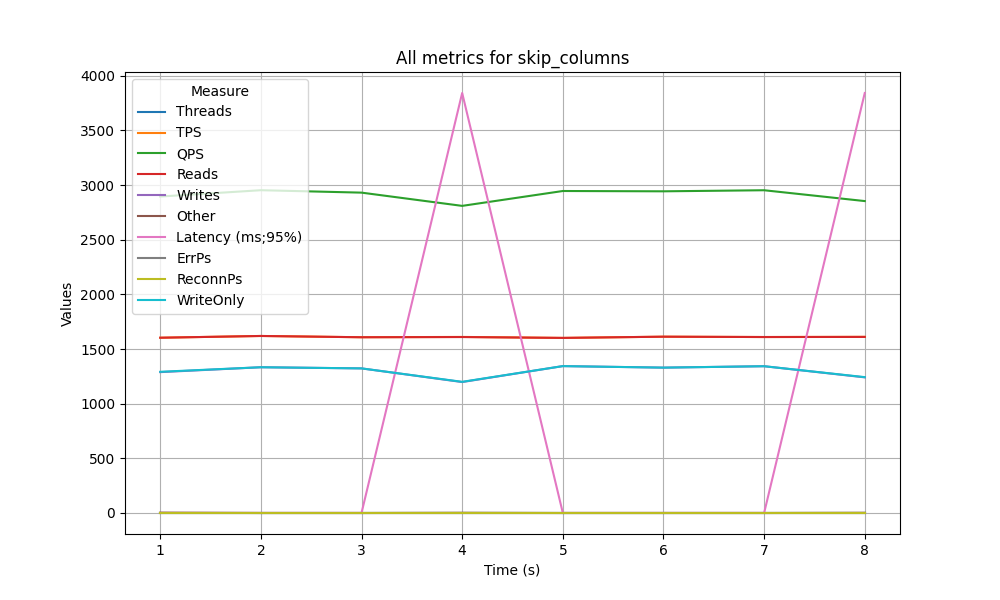 All metrics for skip_columns
4000
3500
3000
2500
2000
1500
1000
500
0
Values
Measure
Threads
TPS
QPS
Reads
Writes
Other
Latency (ms;95%)
ErrPs
ReconnPs
WriteOnly
1 2 3 4 5 6 7 8
Time (s)